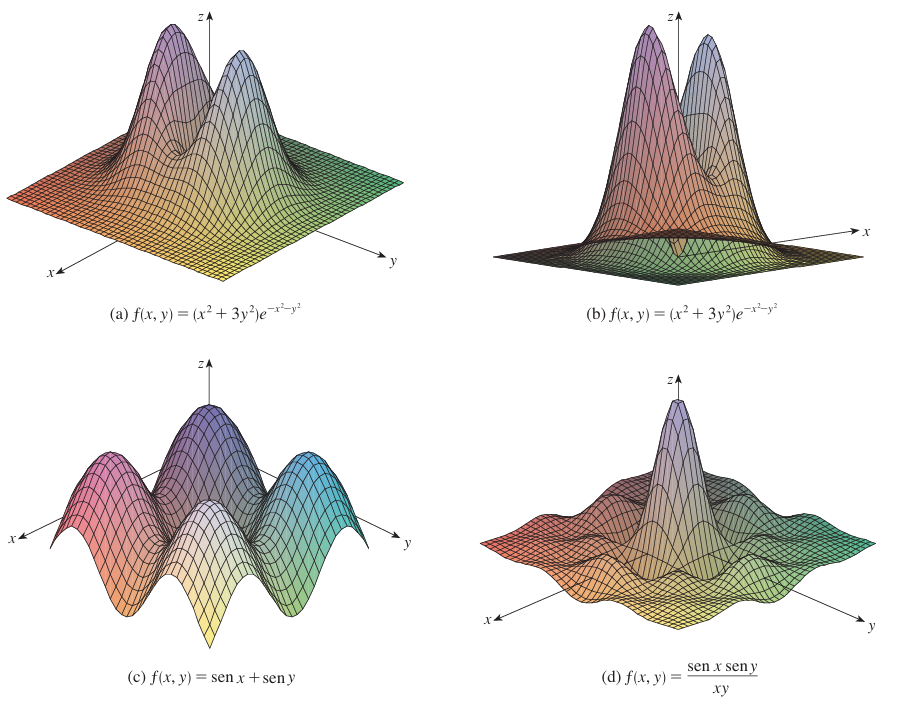 z
x
y
(a) f(x, y) = (x² + 3y²)e^{−x²−y²}
z
x
(b) f(x, y) = (x² + 3y²)e^{−x²−y²}
z
x
y
(c) f(x, y) = sen x + sen y
z
x
y
(d) f(x, y) = sen x sen y
xy